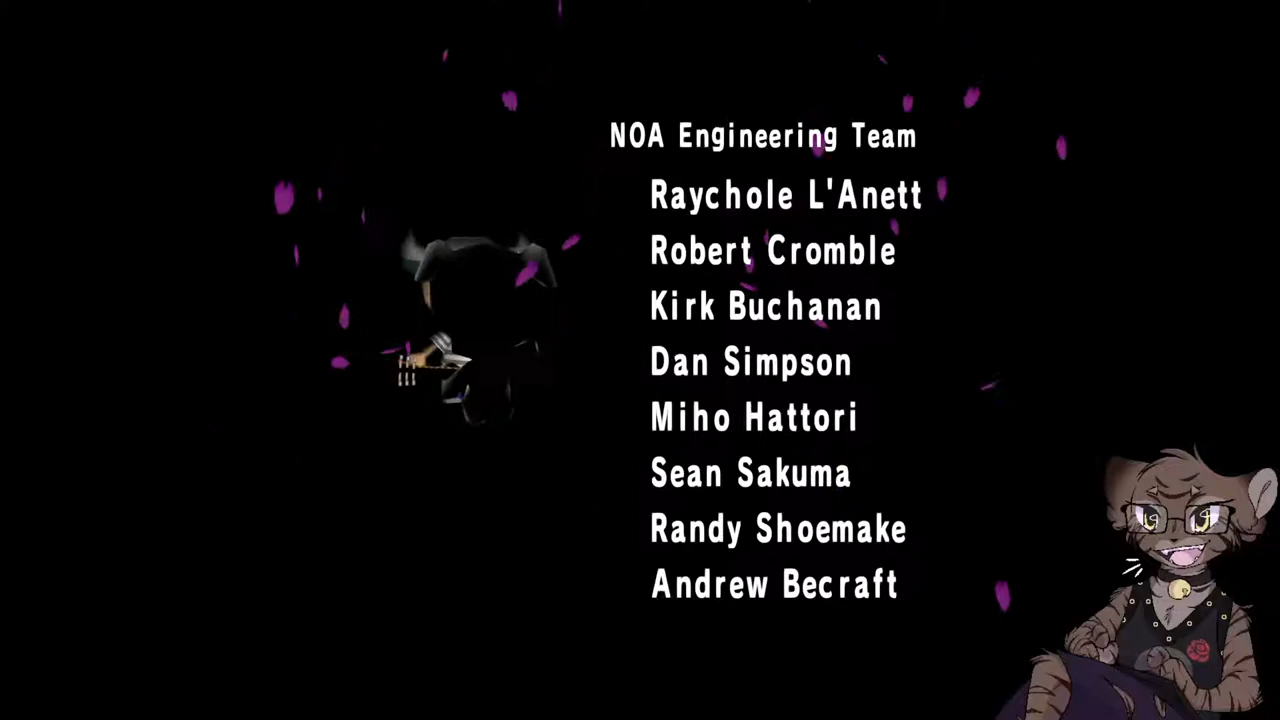 NOA Engineering Team
Raychole L'Anett
Robert Cromble
Kirk Buchanan
Dan Simpson
Miho Hattori
Sean Sakuma
Randy Shoemake
Andrew Becraft